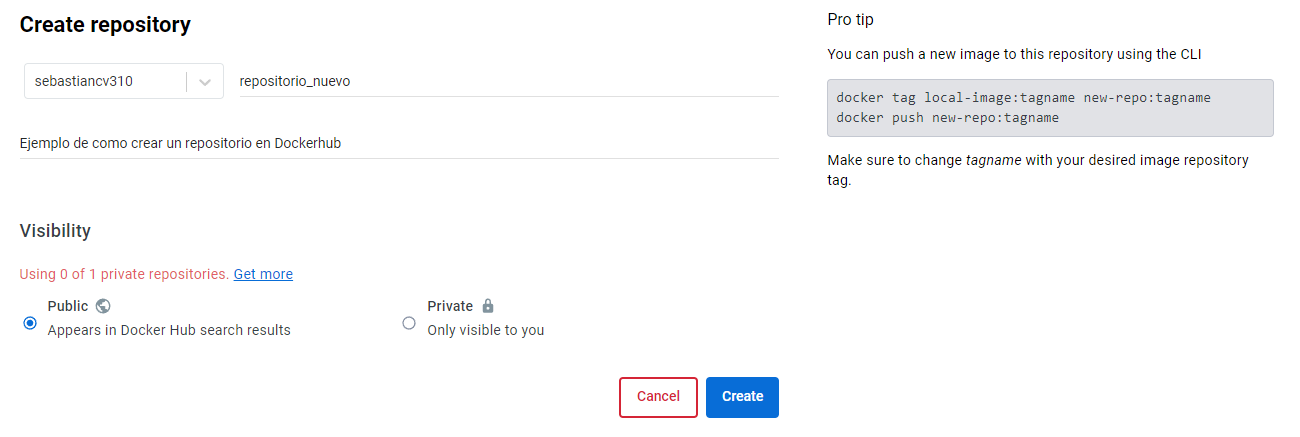 Create repository
sebastiancv310
repositorio_nuevo
Ejemplo de como crear un repositorio en Dockerhub
Visibility
Using 0 of 1 private repositories. Get more
Public
Appears in Docker Hub search results
Private
Only visible to you
Cancel
Create
Pro tip
You can push a new image to this repository using the CLI
docker tag local-image:tagname new-repo:tagname
docker push new-repo:tagname
Make sure to change tagname with your desired image repository
tag.